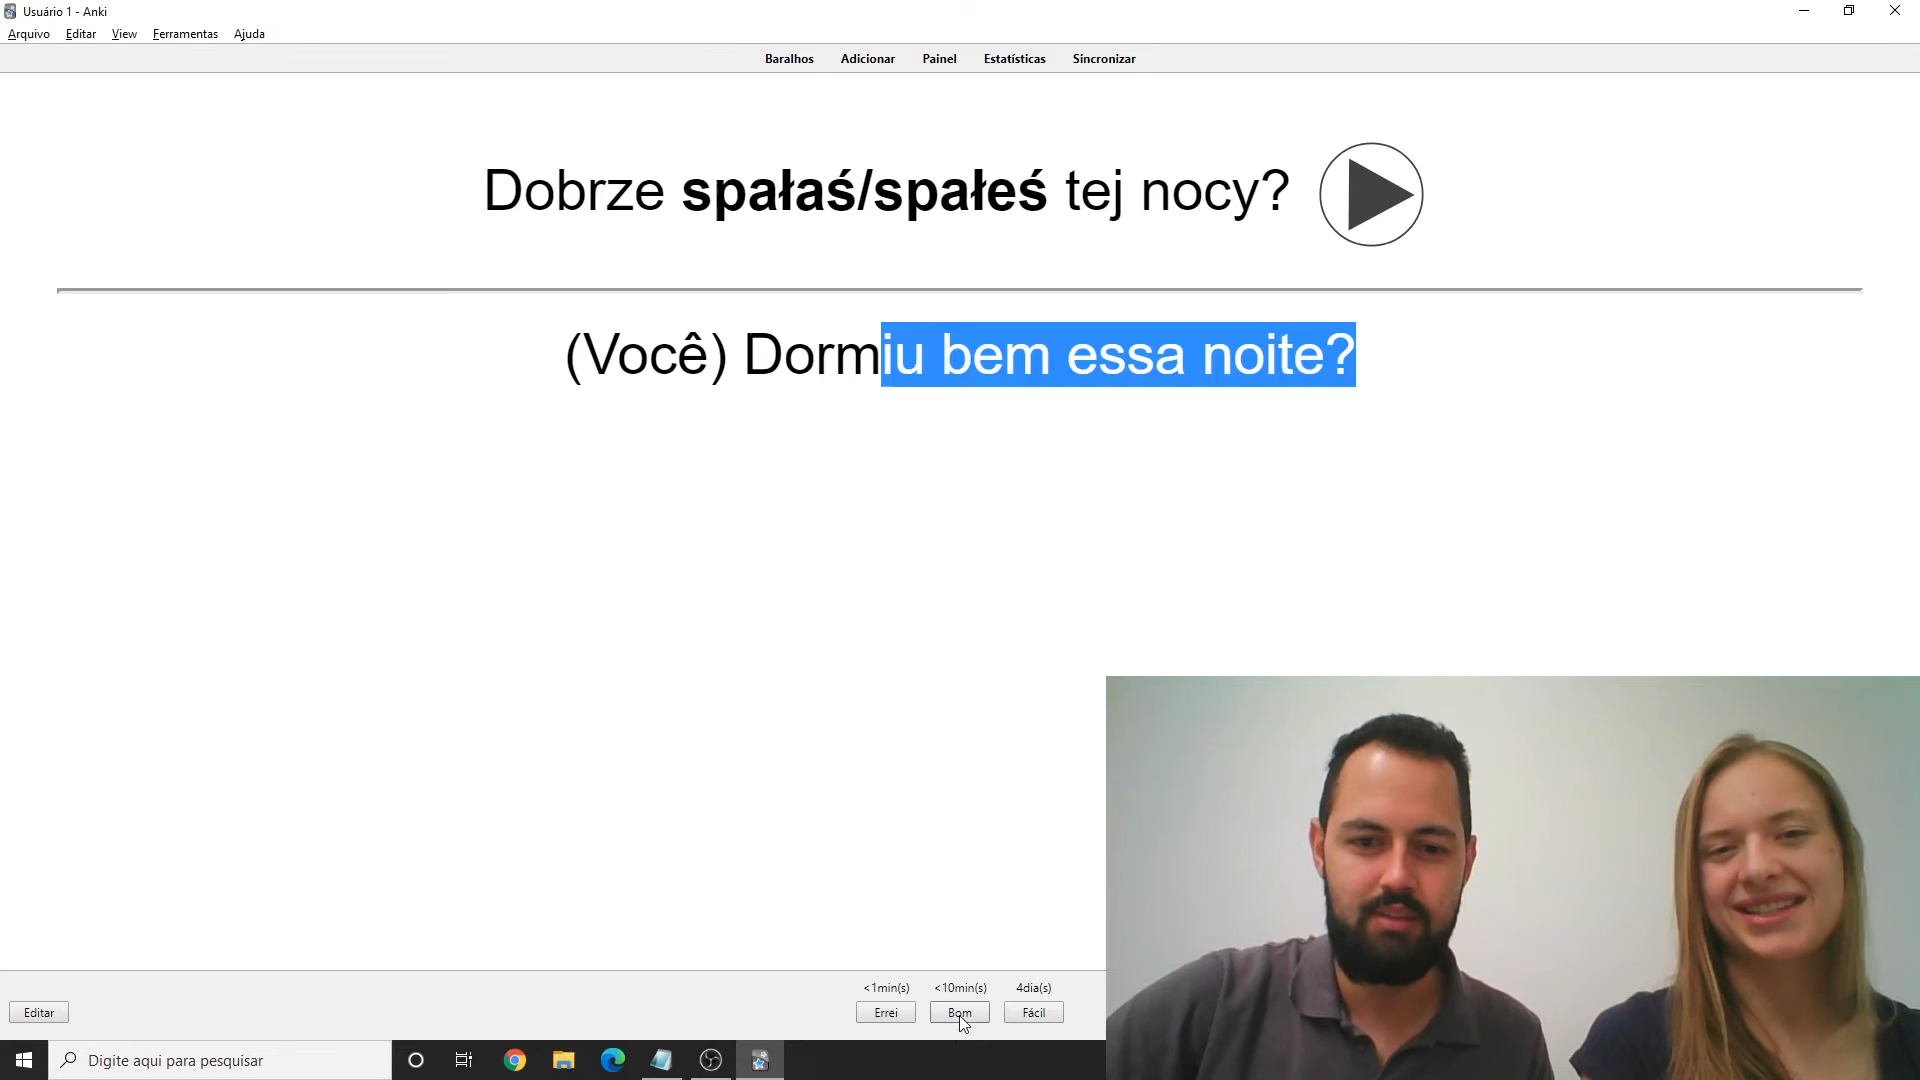 Usuário 1 - Anki
Arquivo Editar View Ferramentas Ajuda
Baralhos Adicionar Painel Estatísticas Sincronizar
Dobrze spałaś/spałeś tej nocy?
(Você) Dormiu bem essa noite?
<1min(s) <10min(s) 4dia(s)
Editar Errei Bom Fácil
Digite aqui para pesquisar